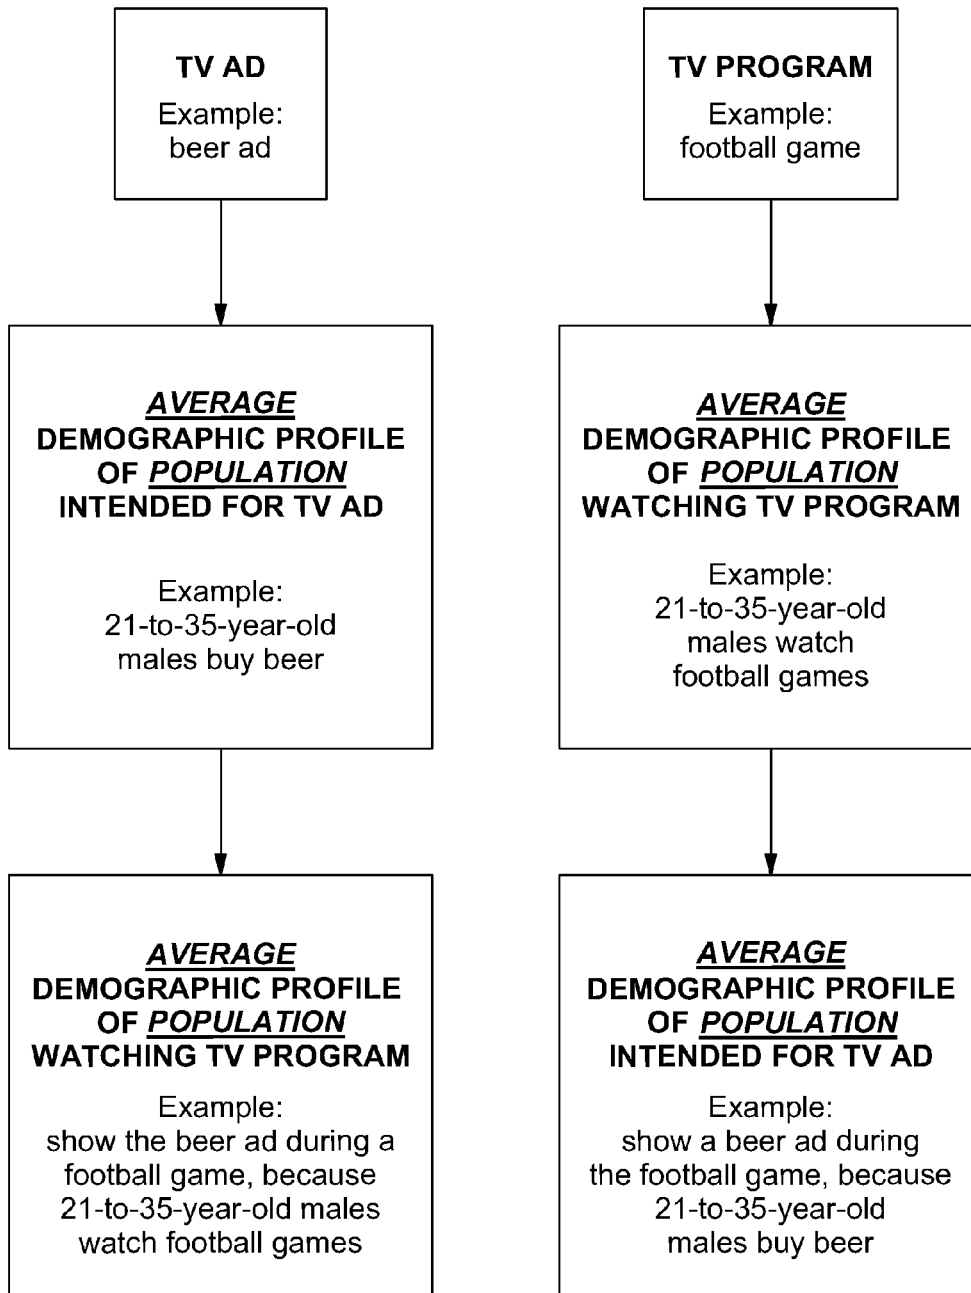 TV AD
Example:
beer ad
TV PROGRAM
Example:
football game
AVERAGE
DEMOGRAPHIC PROFILE
OF POPULATION
INTENDED FOR TV AD
Example:
21-to-35-year-old
males buy beer
AVERAGE
DEMOGRAPHIC PROFILE
OF POPULATION
WATCHING TV PROGRAM
Example:
21-to-35-year-old
males watch
football games
AVERAGE
DEMOGRAPHIC PROFILE
OF POPULATION
WATCHING TV PROGRAM
Example:
show the beer ad during a
football game, because
21-to-35-year-old males
watch football games
AVERAGE
DEMOGRAPHIC PROFILE
OF POPULATION
INTENDED FOR TV AD
Example:
show a beer ad during
the football game, because
21-to-35-year-old
males buy beer